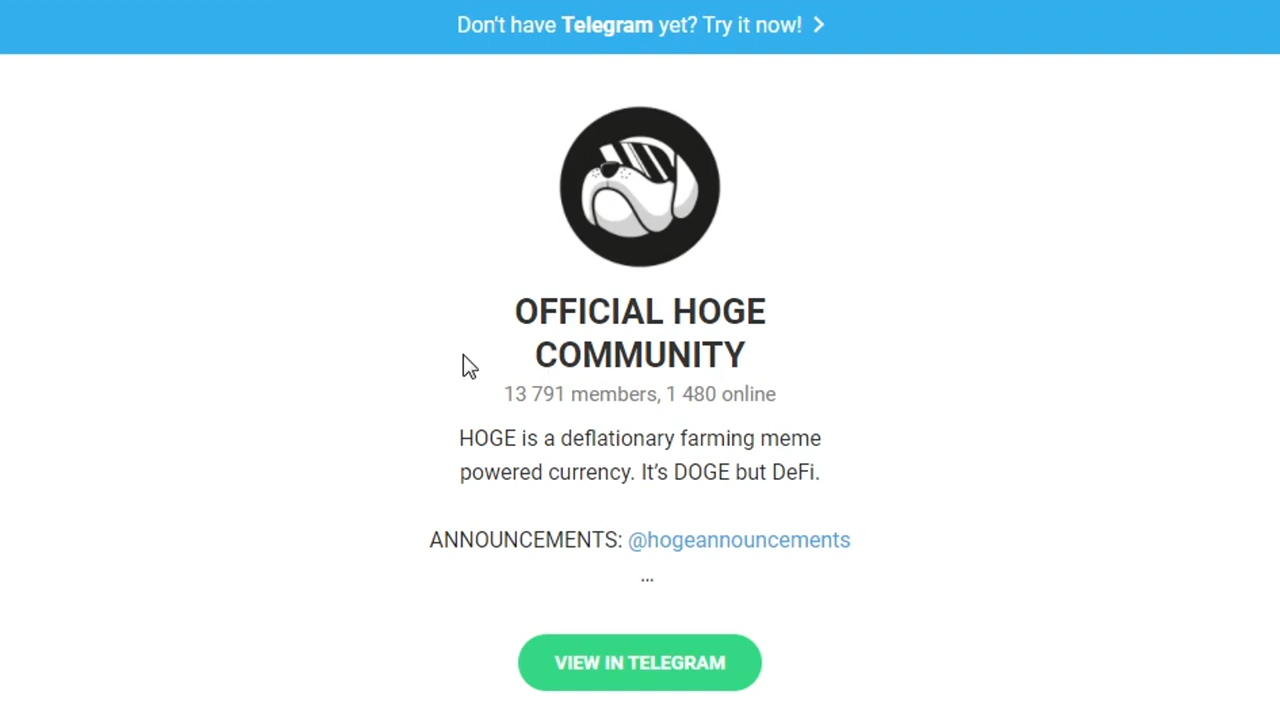 Don't have Telegram yet? Try it now!
OFFICIAL HOGE
COMMUNITY
13 791 members, 1 480 online
HOGE is a deflationary farming meme
powered currency. It’s DOGE but DeFi.
ANNOUNCEMENTS: @hogeannouncements
...
VIEW IN TELEGRAM